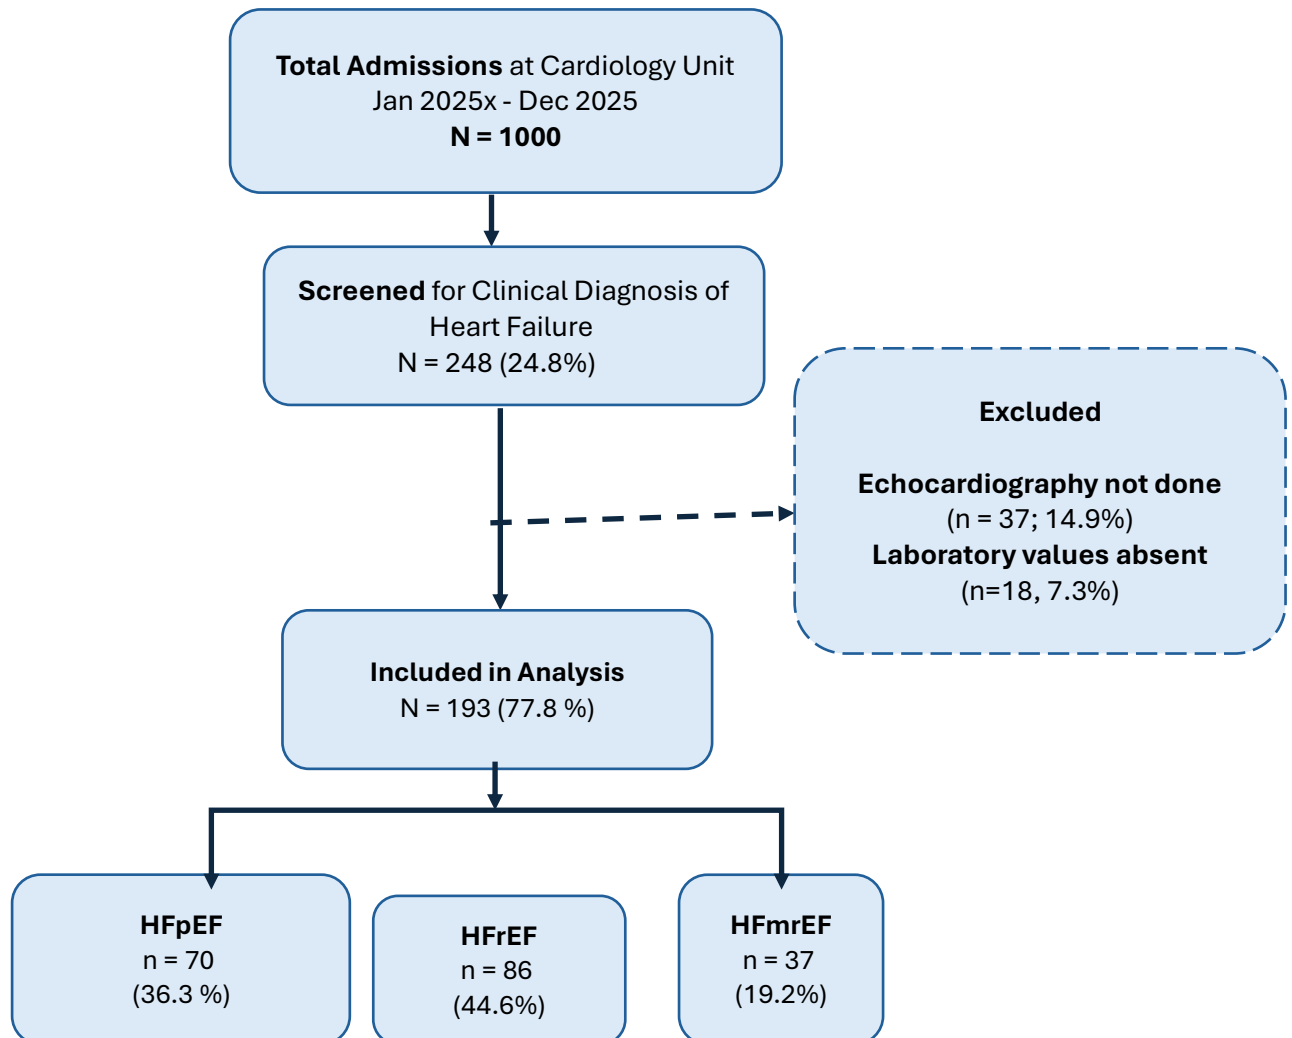 Total Admissions at Cardiology Unit
Jan 2025x - Dec 2025
N = 1000
Screened for Clinical Diagnosis of
Heart Failure
N = 248 (24.8%)
Excluded
Echocardiography not done
(n = 37; 14.9%)
Laboratory values absent
(n=18, 7.3%)
Included in Analysis
N = 193 (77.8 %)
HFpEF
n = 70
(36.3 %)
HFrEF
n = 86
(44.6%)
HFmrEF
n = 37
(19.2%)